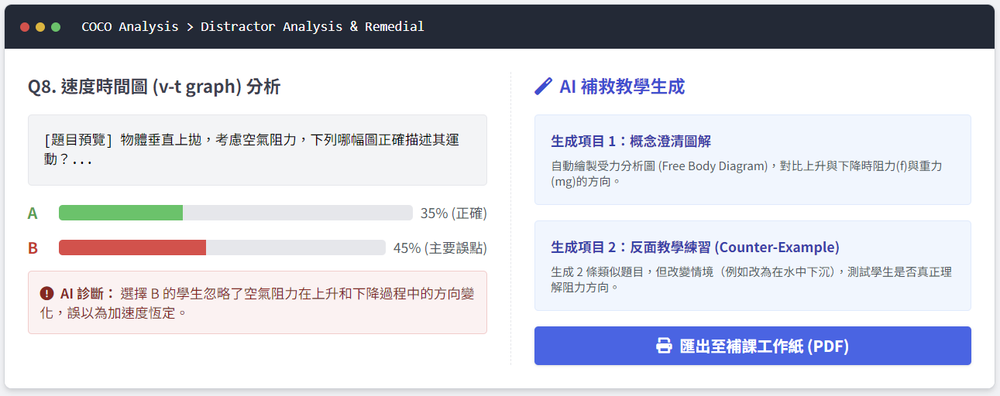 COCO Analysis > Distractor Analysis & Remedial
Q8. 速度時間圖 (v-t graph) 分析
[題目預覽] 物體垂直上拋，考慮空氣阻力，下列哪幅圖正確描述其運
動？...
A 35% (正確)
B 45% (主要誤點)
AI 診斷： 選擇 B 的學生忽略了空氣阻力在上升和下降過程中的方向變
化，誤以為加速度恆定。
AI 補救教學生成
生成項目 1：概念澄清圖解
自動繪製受力分析圖 (Free Body Diagram)，對比上升與下降時阻力(f)與重力
(mg)的方向。
生成項目 2：反面教學練習 (Counter-Example)
生成 2 條類似題目，但改變情境（例如改為在水中下沉），測試學生是否真正理
解阻力方向。
匯出至補課工作紙 (PDF)